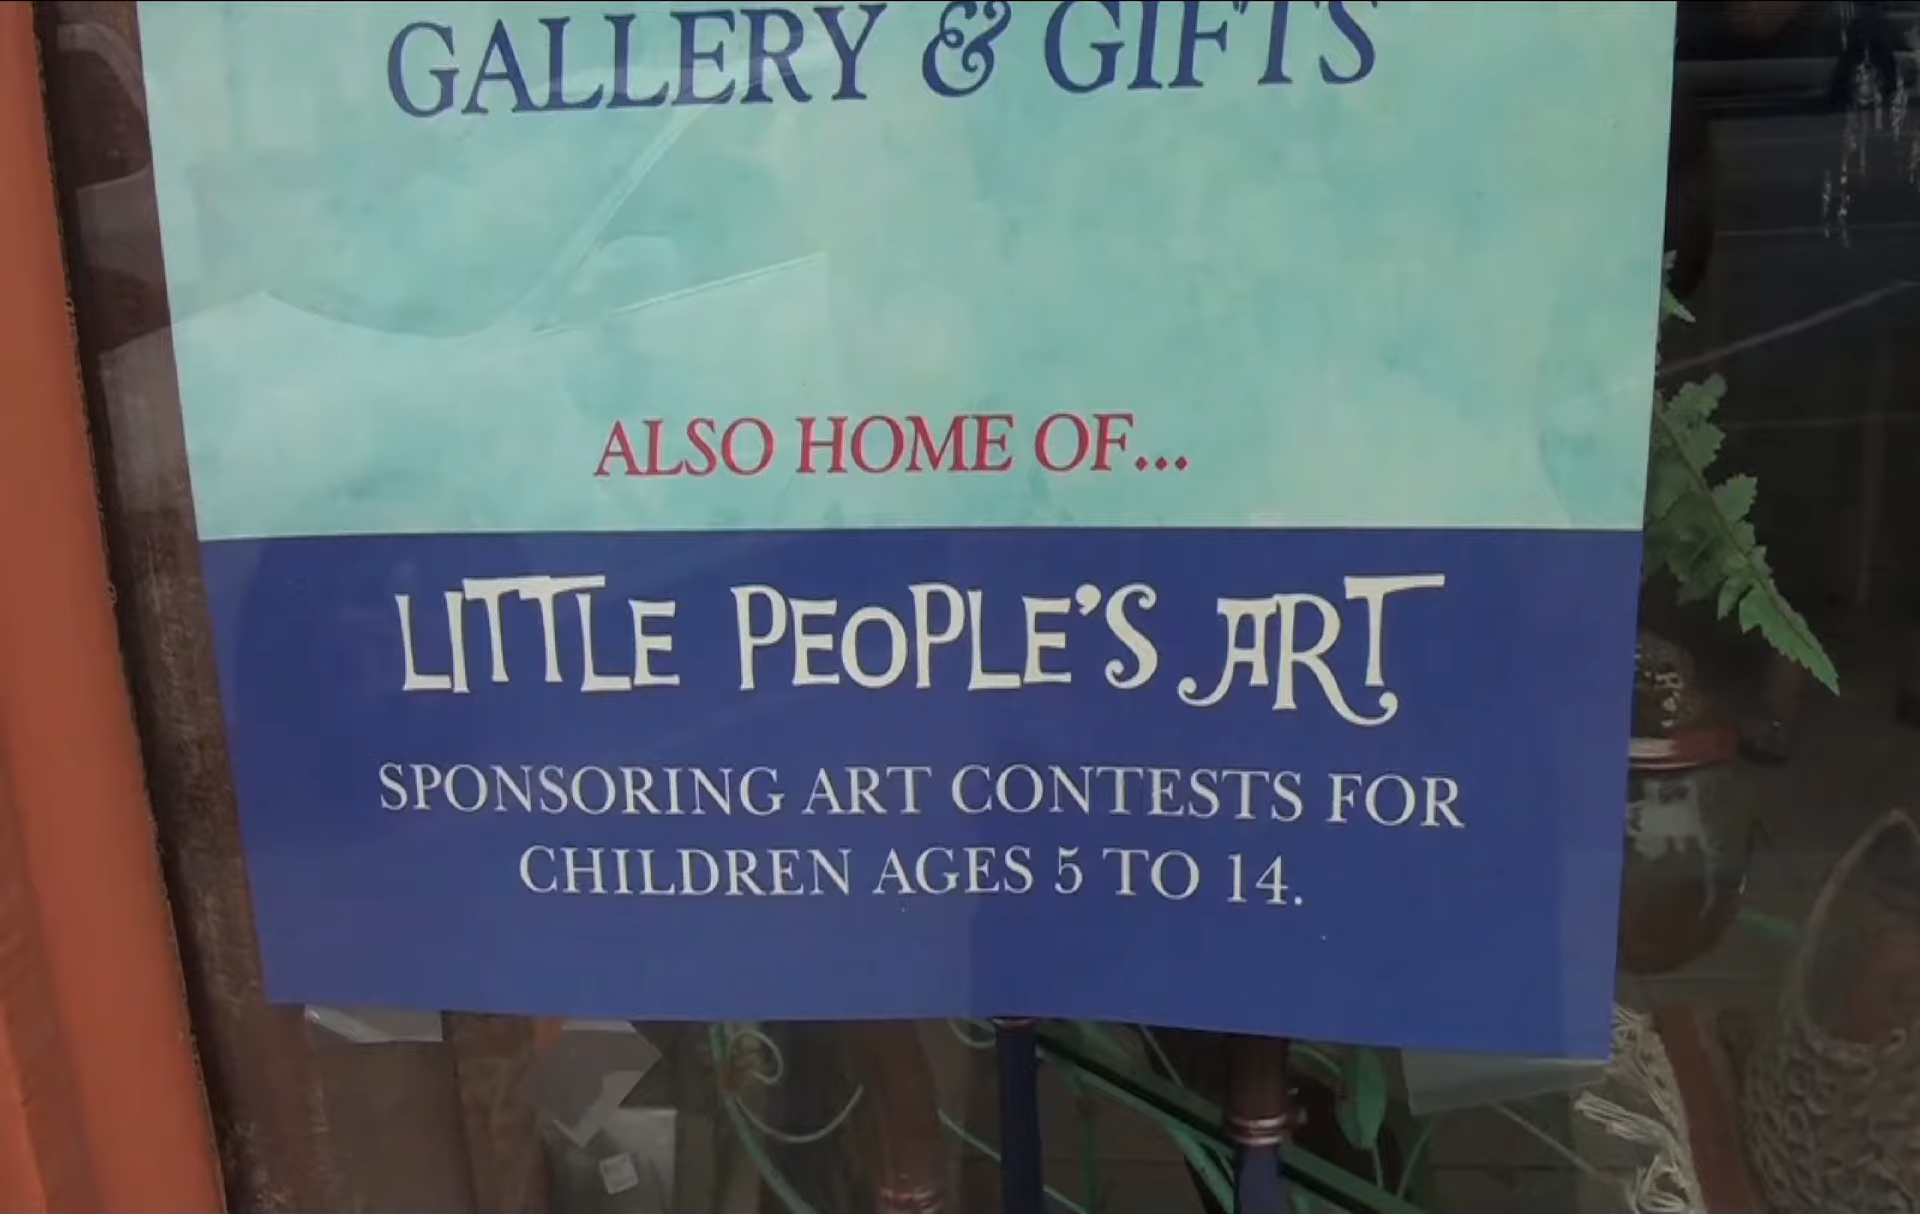 GALLERY & GIFTS
ALSO HOME OF...
LITTLE PEOPLE'S ART
SPONSORING ART CONTESTS FOR
CHILDREN AGES 5 TO 14.